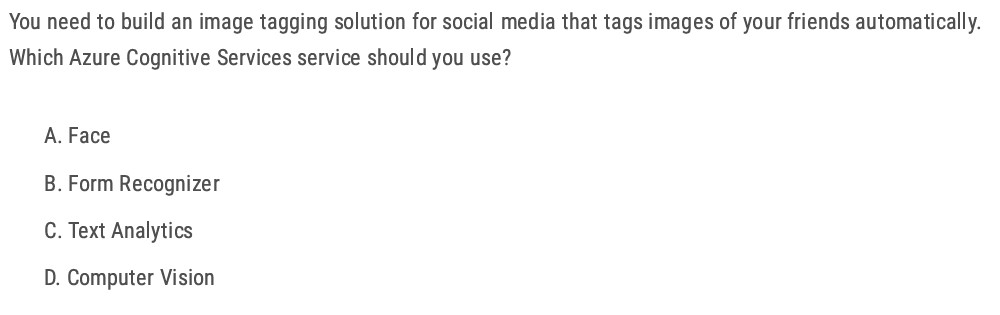 You need to build an image tagging solution for social media that tags images of your friends automatically.
Which Azure Cognitive Services service should you use?
A. Face
B. Form Recognizer
C. Text Analytics
D. Computer Vision